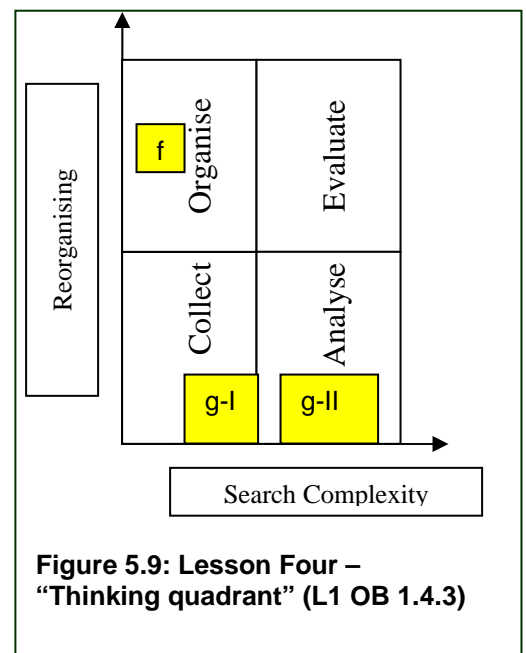 Reorganising
Organise
Evaluate
f
Collect
Analyse
g-I
g-II
Search Complexity
Figure 5.9: Lesson Four –
“Thinking quadrant” (L1 OB 1.4.3)